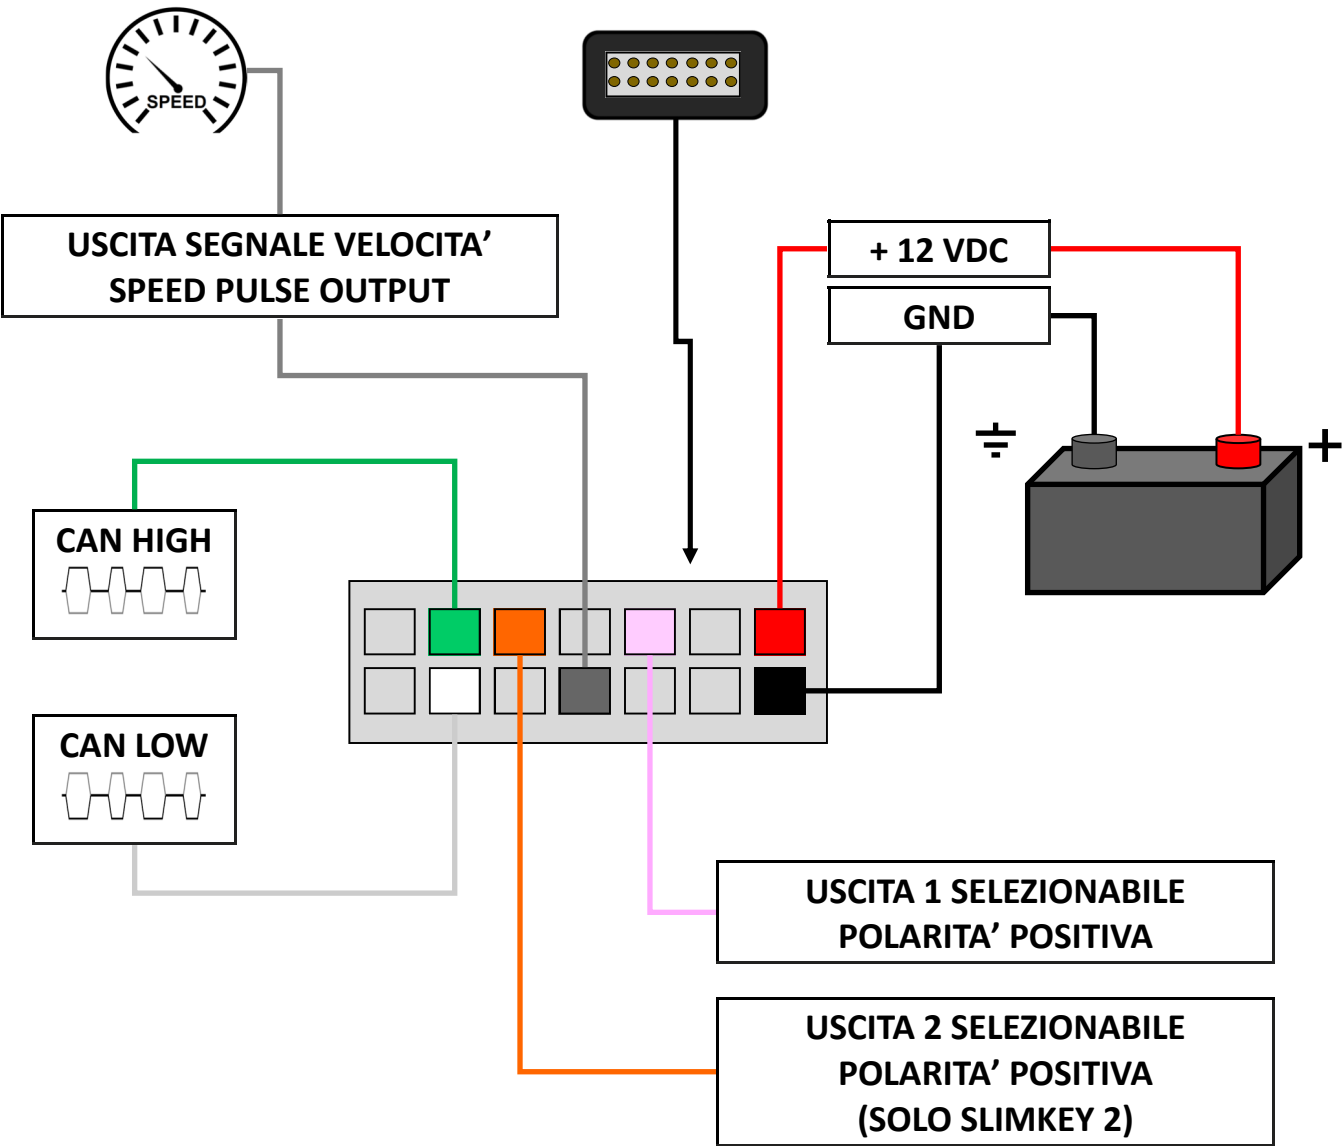 SPEED
USCITA SEGNALE VELOCITA’
SPEED PULSE OUTPUT
+ 12 VDC
GND
+
CAN HIGH
CAN LOW
USCITA 1 SELEZIONABILE
POLARITA’ POSITIVA
USCITA 2 SELEZIONABILE
POLARITA’ POSITIVA
(SOLO SLIMKEY 2)